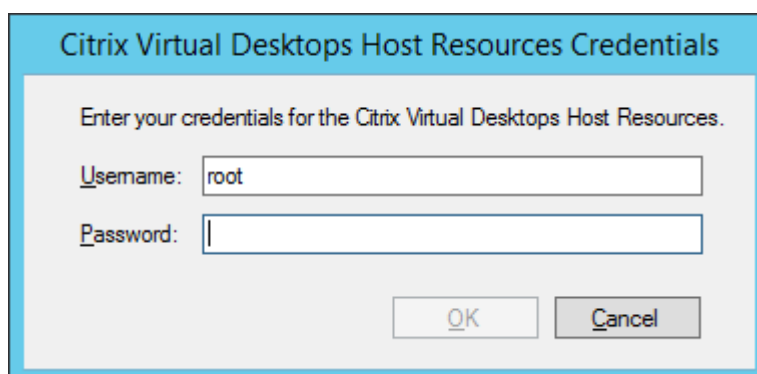 Citrix Virtual Desktops Host Resources Credentials
Enter your credentials for the Citrix Virtual Desktops Host Resources.
Username: root
Password:
OK Cancel